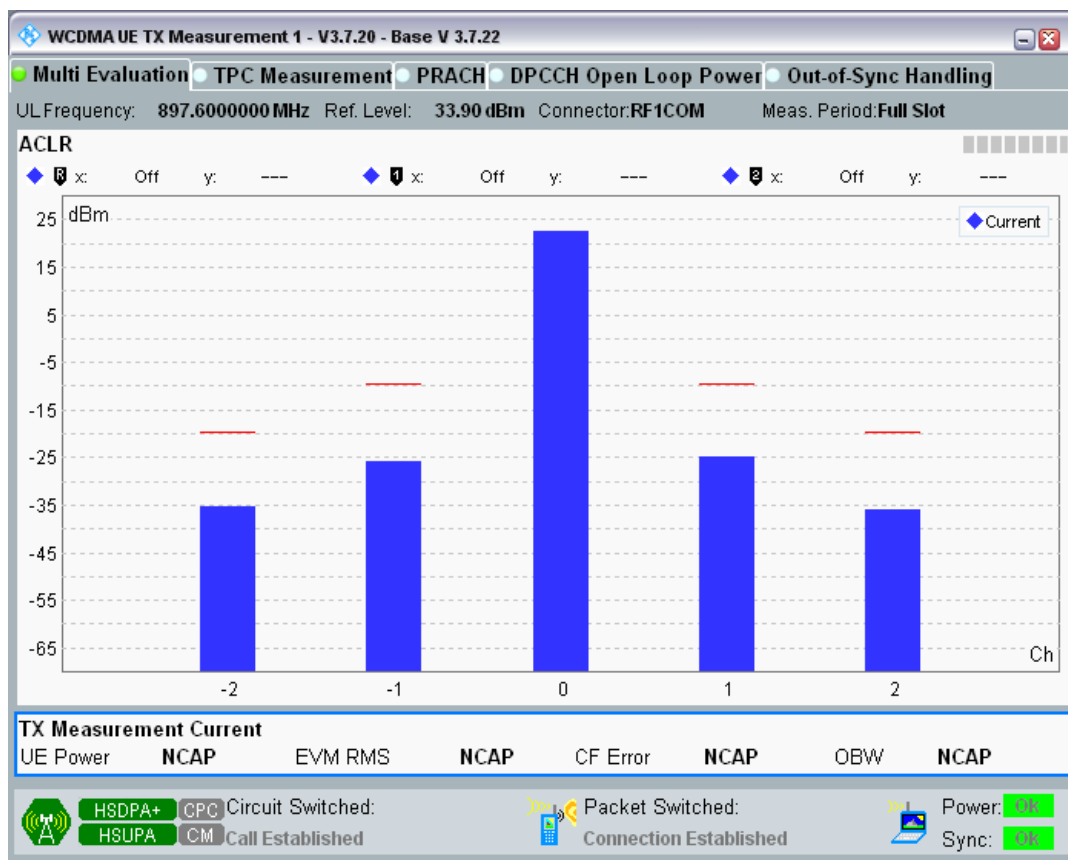 WCDMA UE TX Measurement 1 - V3.7.20 - Base V 3.7.22
Multi Evaluation TPC Measurement PRACH DPCCH Open Loop Power Out-of-Sync Handling
UL Frequency: 897.6000000 MHz Ref. Level: 33.90 dBm Connector:RF1COM Meas. Period:Full Slot
ACLR
R x: Off y: --- 1 x: Off y: --- 2 x: Off y: ---
dBm
Current
25
15
5
-5
-15
-25
-35
-45
-55
-65
Ch
-2 -1 0 1 2
TX Measurement Current
UE Power NCAP EVM RMS NCAP CF Error NCAP OBW NCAP
HSDPA+ CPC Circuit Switched: Packet Switched: Power: OK
HSUPA CM Call Established Connection Established Sync: OK